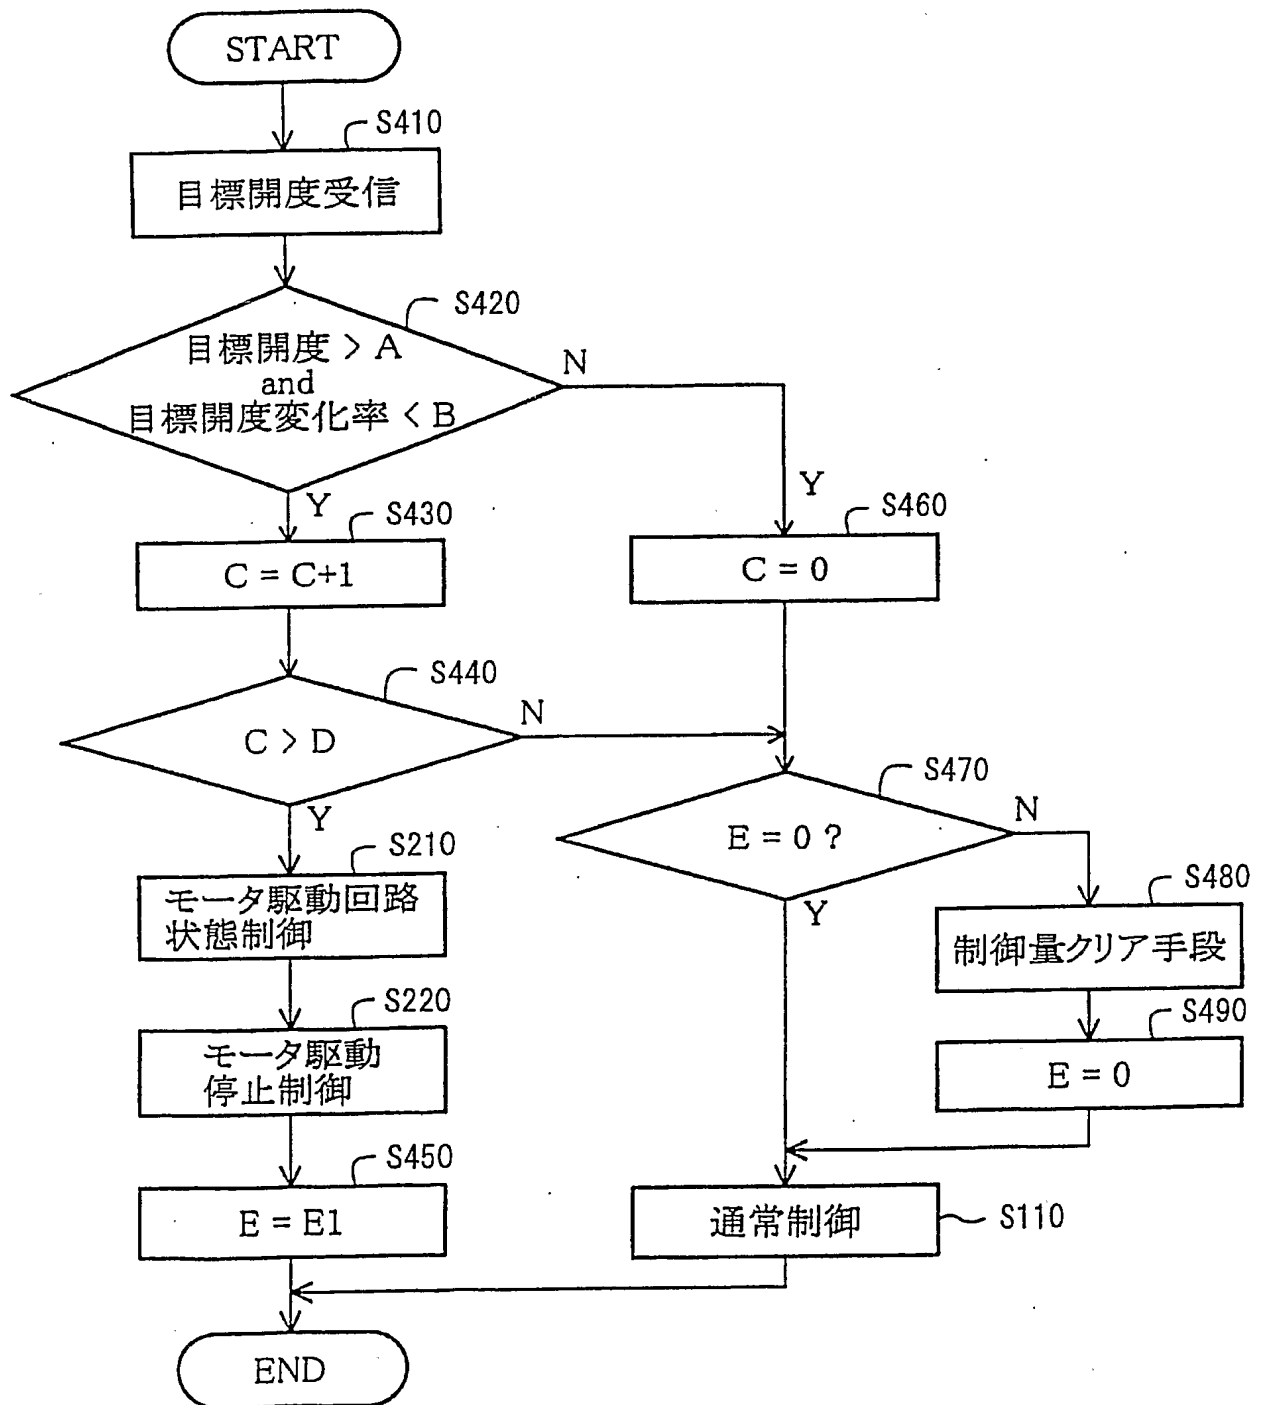 START
S410
目標開度受信
S420
目標開度 > A
and
目標開度変化率 < B
N
Y
Y
S430
C = C+1
S460
C = 0
S440
C > D
N
Y
S470
E = 0 ?
N
Y
S210
モータ駆動回路
状態制御
S480
制御量クリア手段
S220
モータ駆動
停止制御
S490
E = 0
S450
E = E1
通常制御
S110
END